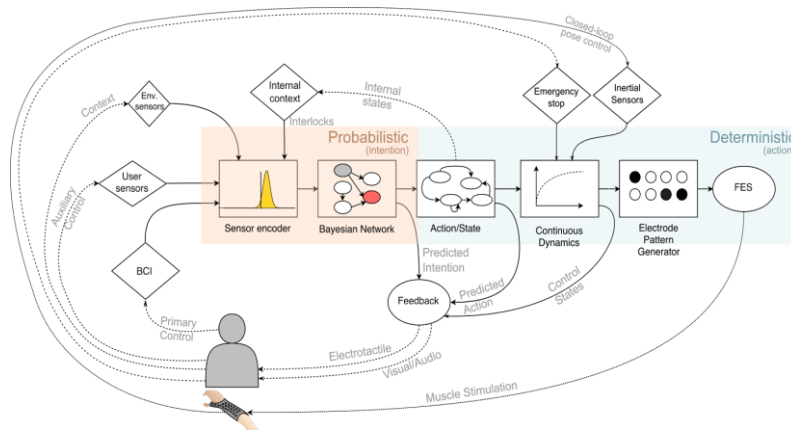 Closed-loop
pose control
Context
Env.
sensors
Internal
context
Internal
states
Emergency
stop
Inertial
Sensors
Interlocks
Probabilistic
(intention)
Deterministic
(action
Auxiliary
Control
User
sensors
FES
Sensor encoder
Bayesian Network
Action/State
Continuous
Dynamics
Electrode
Pattern
Generator
BCI
Predicted
Intention
Predicted
Action
Control
States
Feedback
Primary
Control
Electrotactile
Visual/Audio
Muscle Stimulation